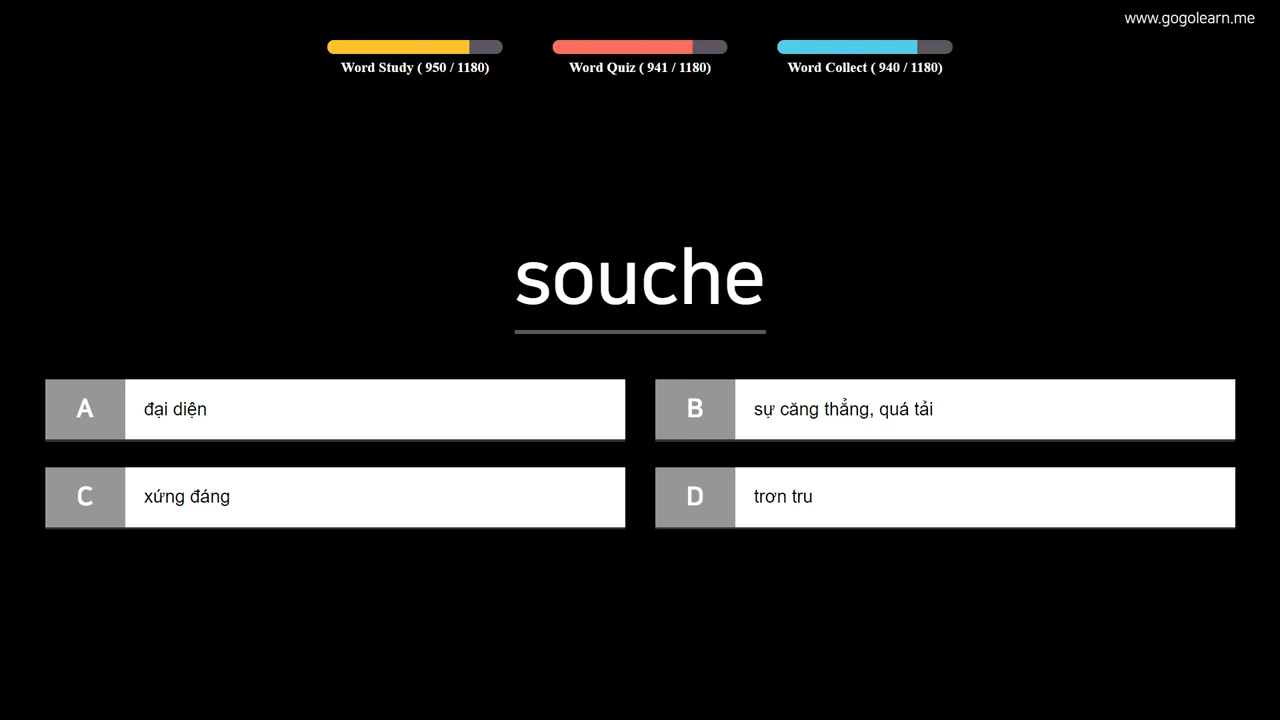 www.gogolearn.me
Word Study ( 950 / 1180)
Word Quiz ( 941 / 1180)
Word Collect ( 940 / 1180)
souche
A
đại diện
B
sự căng thẳng, quá tải
C
xứng đáng
D
trơn tru